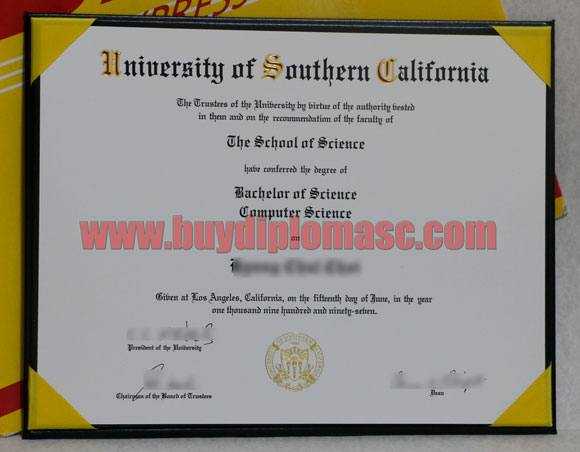 EXPRESS
University of Southern California
The Trustees of the University by virtue of the authority vested
in them and on the recommendation of the faculty of
The School of Science
have conferred the degree of
Bachelor of Science
Computer Science
www.buydiplomasc.com
on
Given at Los Angeles, California, on the fifteenth day of June, in the year
one thousand nine hundred and ninety-seven.
President of the University
Chairman of the Board of Trustees
Dean